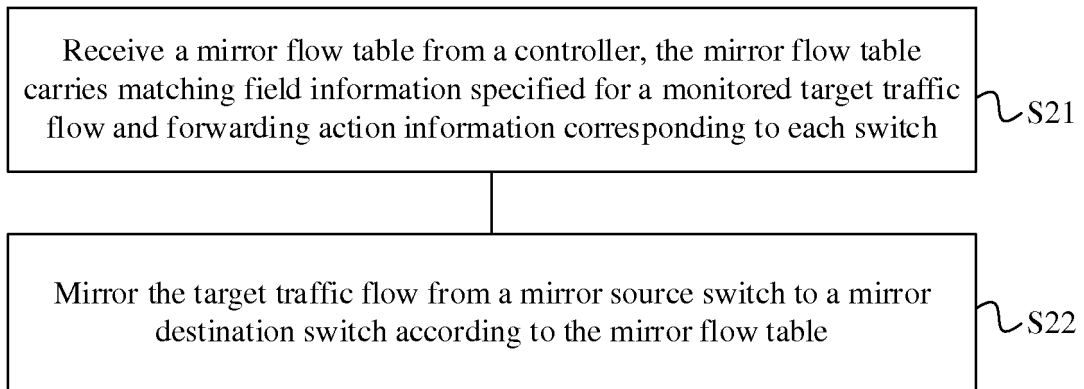 Receive a mirror flow table from a controller, the mirror flow table
carries matching field information specified for a monitored target traffic
flow and forwarding action information corresponding to each switch
S21
Mirror the target traffic flow from a mirror source switch to a mirror
destination switch according to the mirror flow table
S22